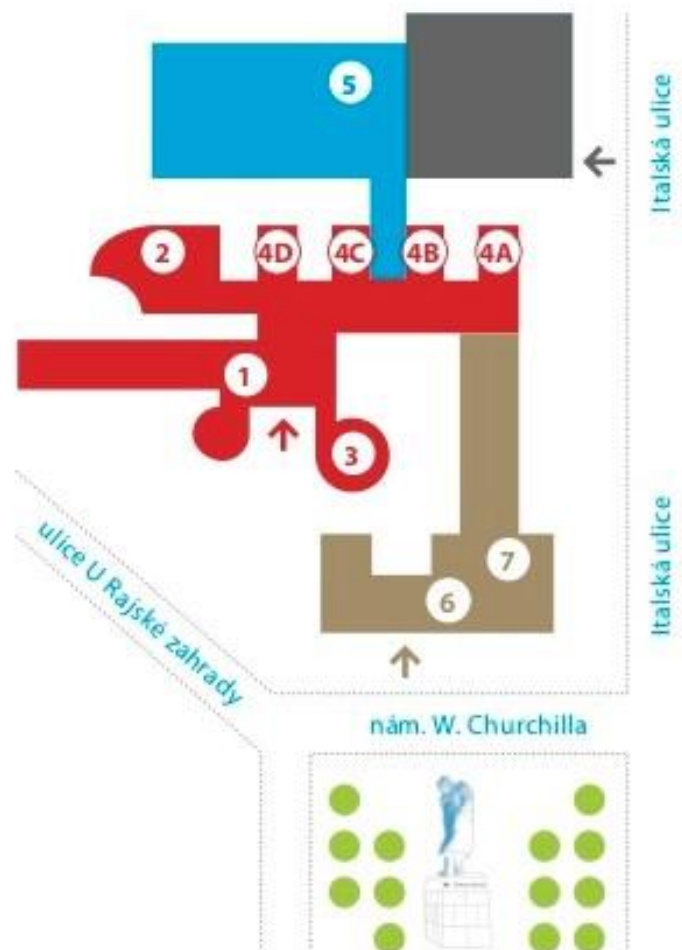 5
Italská ulice
2
4D
4C
4B
4A
1
3
ulice U Rajské zahrady
Italská ulice
7
6
nám. W. Churchilla